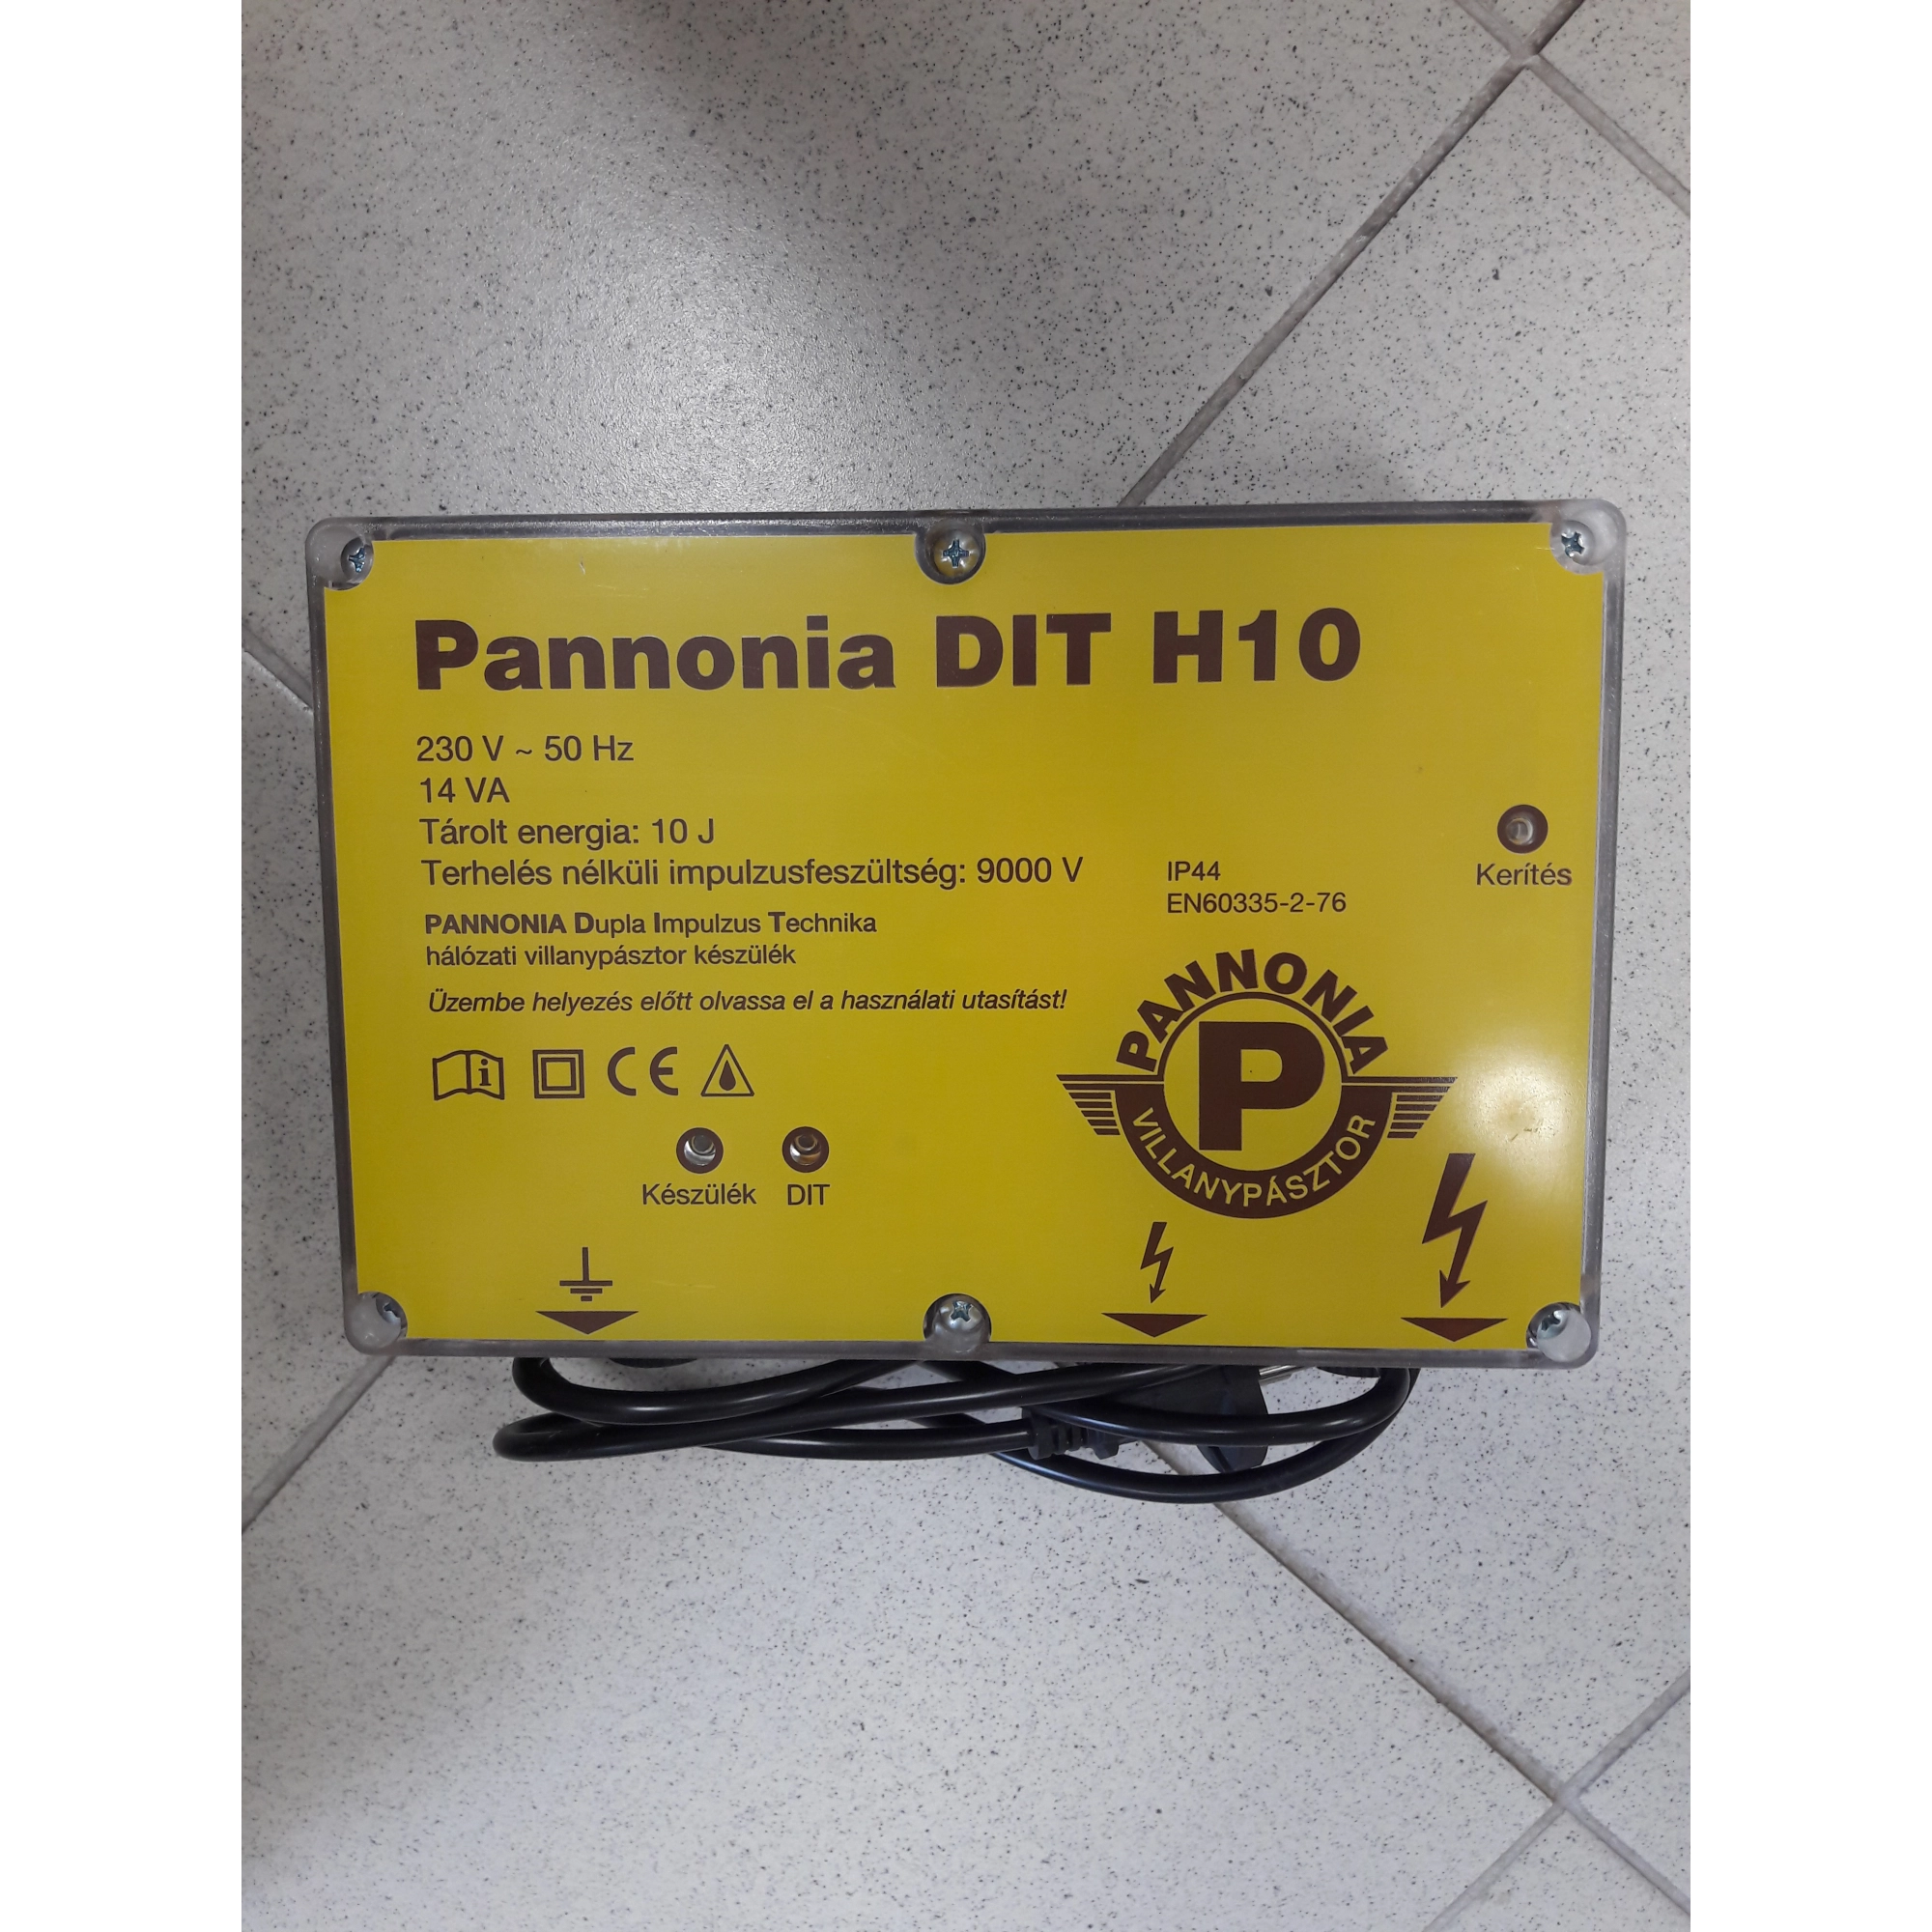 Pannonia DIT H10
230 V ~ 50 Hz
14 VA
Tárolt energia: 10 J
Terhelés nélküli impulzusfeszültség: 9000 V
PANNONIA Dupla Impulzus Technika
hálózati villanypásztor készülék
Üzembe helyezés előtt olvassa el a használati utasítást!
IP44
EN60335-2-76
Kerítés
i
CE
PANNONIA
P
VILLANYPÁSZTOR
Készülék DIT